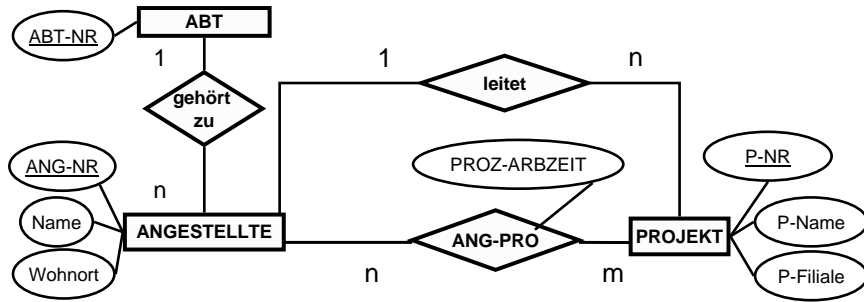 ABT
ABT-NR
1
1
n
leitet
gehört
zu
ANG-NR
PROZ-ARBZEIT
P-NR
n
Name
ANGESTELLTE
ANG-PRO
PROJEKT
P-Name
Wohnort
n
m
P-Filiale